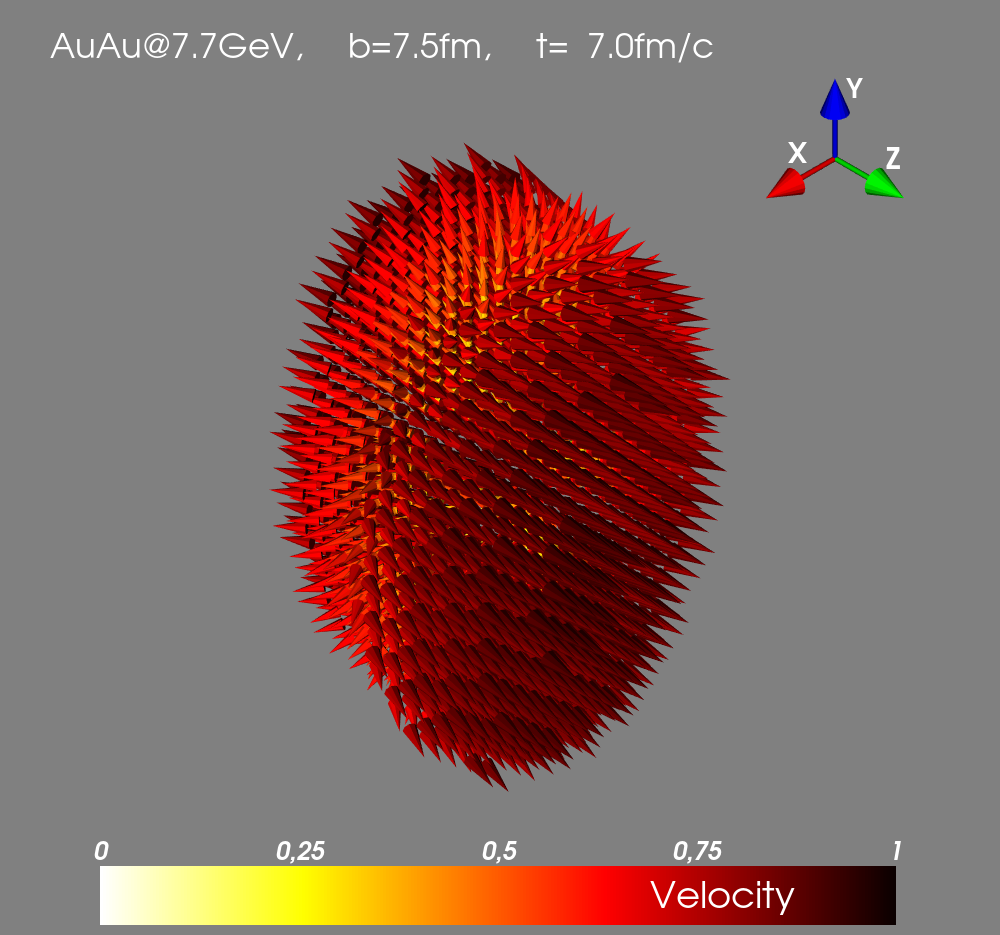 AuAu@7.7GeV, b=7.5fm, t= 7.0fm/c
Y
X
Z
0 0,25 0,5 0,75 1
Velocity